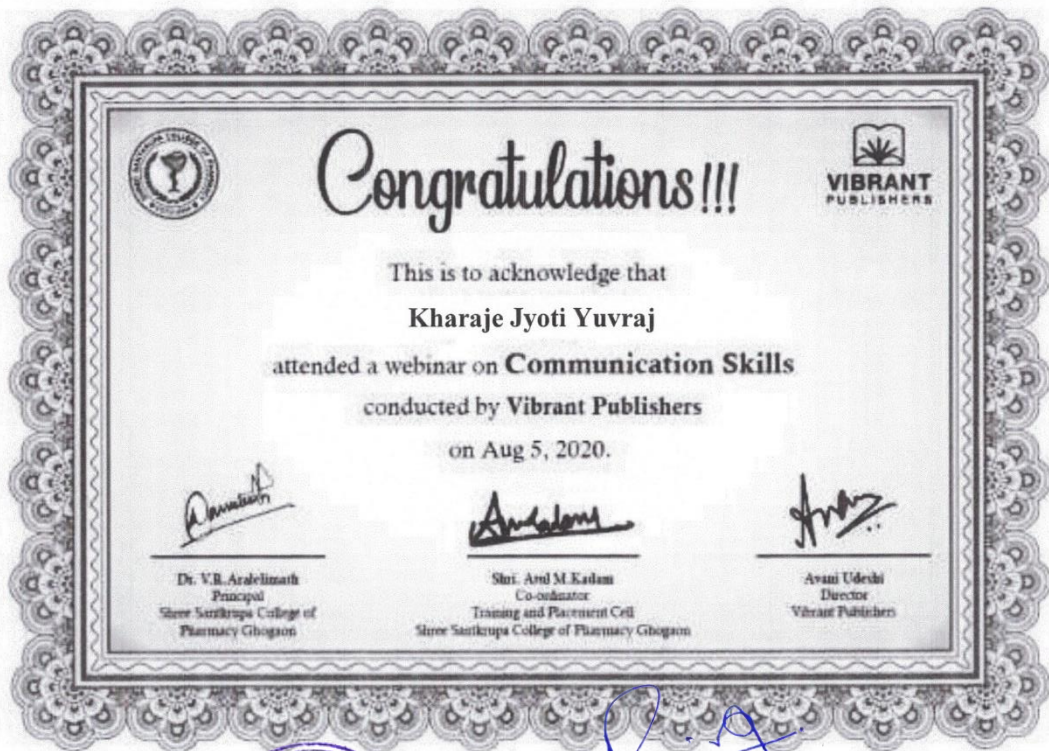 Congratulations!!!
VIBRANT
PUBLISHERS
This is to acknowledge that
Kharaje Jyoti Yuvraj
attended a webinar on Communication Skills
conducted by Vibrant Publishers
on Aug 5, 2020.
Dr. V.R. Aralelimath
Principal
Shree Santkrupa College of
Pharmacy Ghogaon
Shri. Atul M.Kadam
Co-ordinator
Training and Placement Cell
Shree Santkrupa College of Pharmacy Ghogaon
Avani Udeshi
Director
Vibrant Publishers